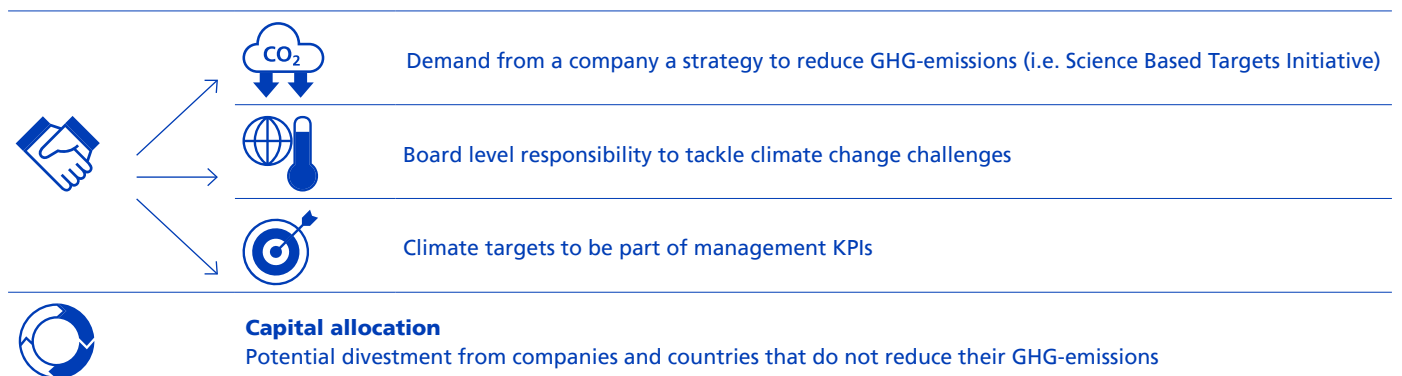 CO₂
Demand from a company a strategy to reduce GHG-emissions (i.e. Science Based Targets Initiative)
Board level responsibility to tackle climate change challenges
Climate targets to be part of management KPIs
Capital allocation
Potential divestment from companies and countries that do not reduce their GHG-emissions